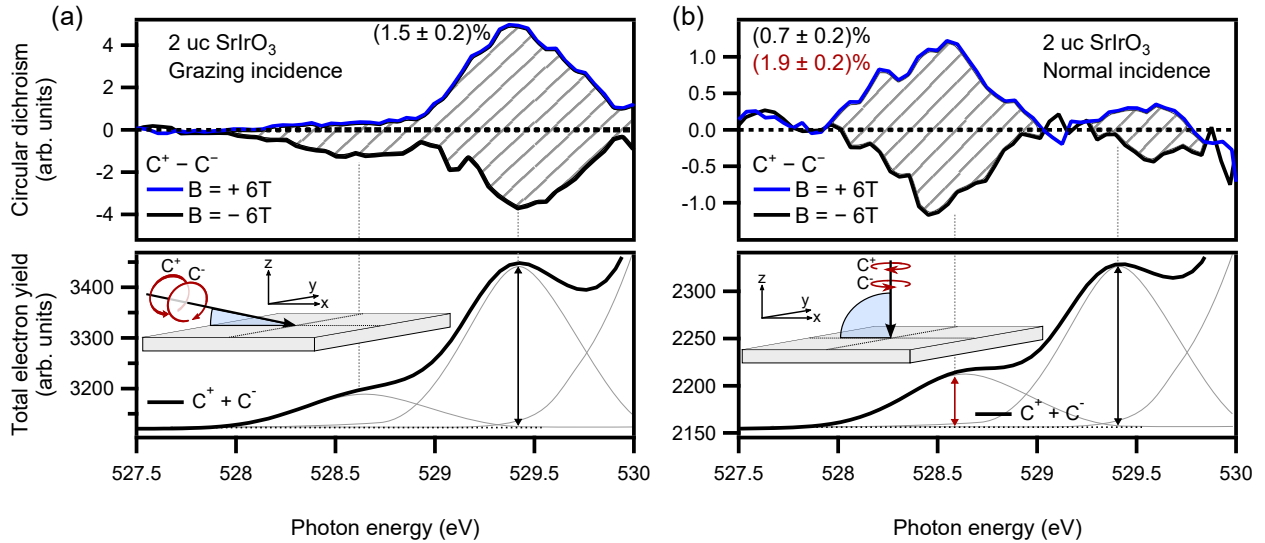 (a)
Circular dichroism
(arb. units)
4
2
0
-2
-4
2 uc SrIrO₃
Grazing incidence
(1.5 ± 0.2)%
C⁺ − C⁻
B = + 6T
B = − 6T
Total electron yield
(arb. units)
3400
3300
3200
C⁺
C⁻
z
y
x
C⁺ + C⁻
527.5
528
528.5
529
529.5
530
Photon energy (eV)
(b)
1.0
0.5
0.0
-0.5
-1.0
(0.7 ± 0.2)%
(1.9 ± 0.2)%
2 uc SrIrO₃
Normal incidence
C⁺ − C⁻
B = + 6T
B = − 6T
2300
2250
2200
2150
C⁺
C⁻
z
y
x
C⁺ + C⁻
527.5
528
528.5
529
529.5
530
Photon energy (eV)